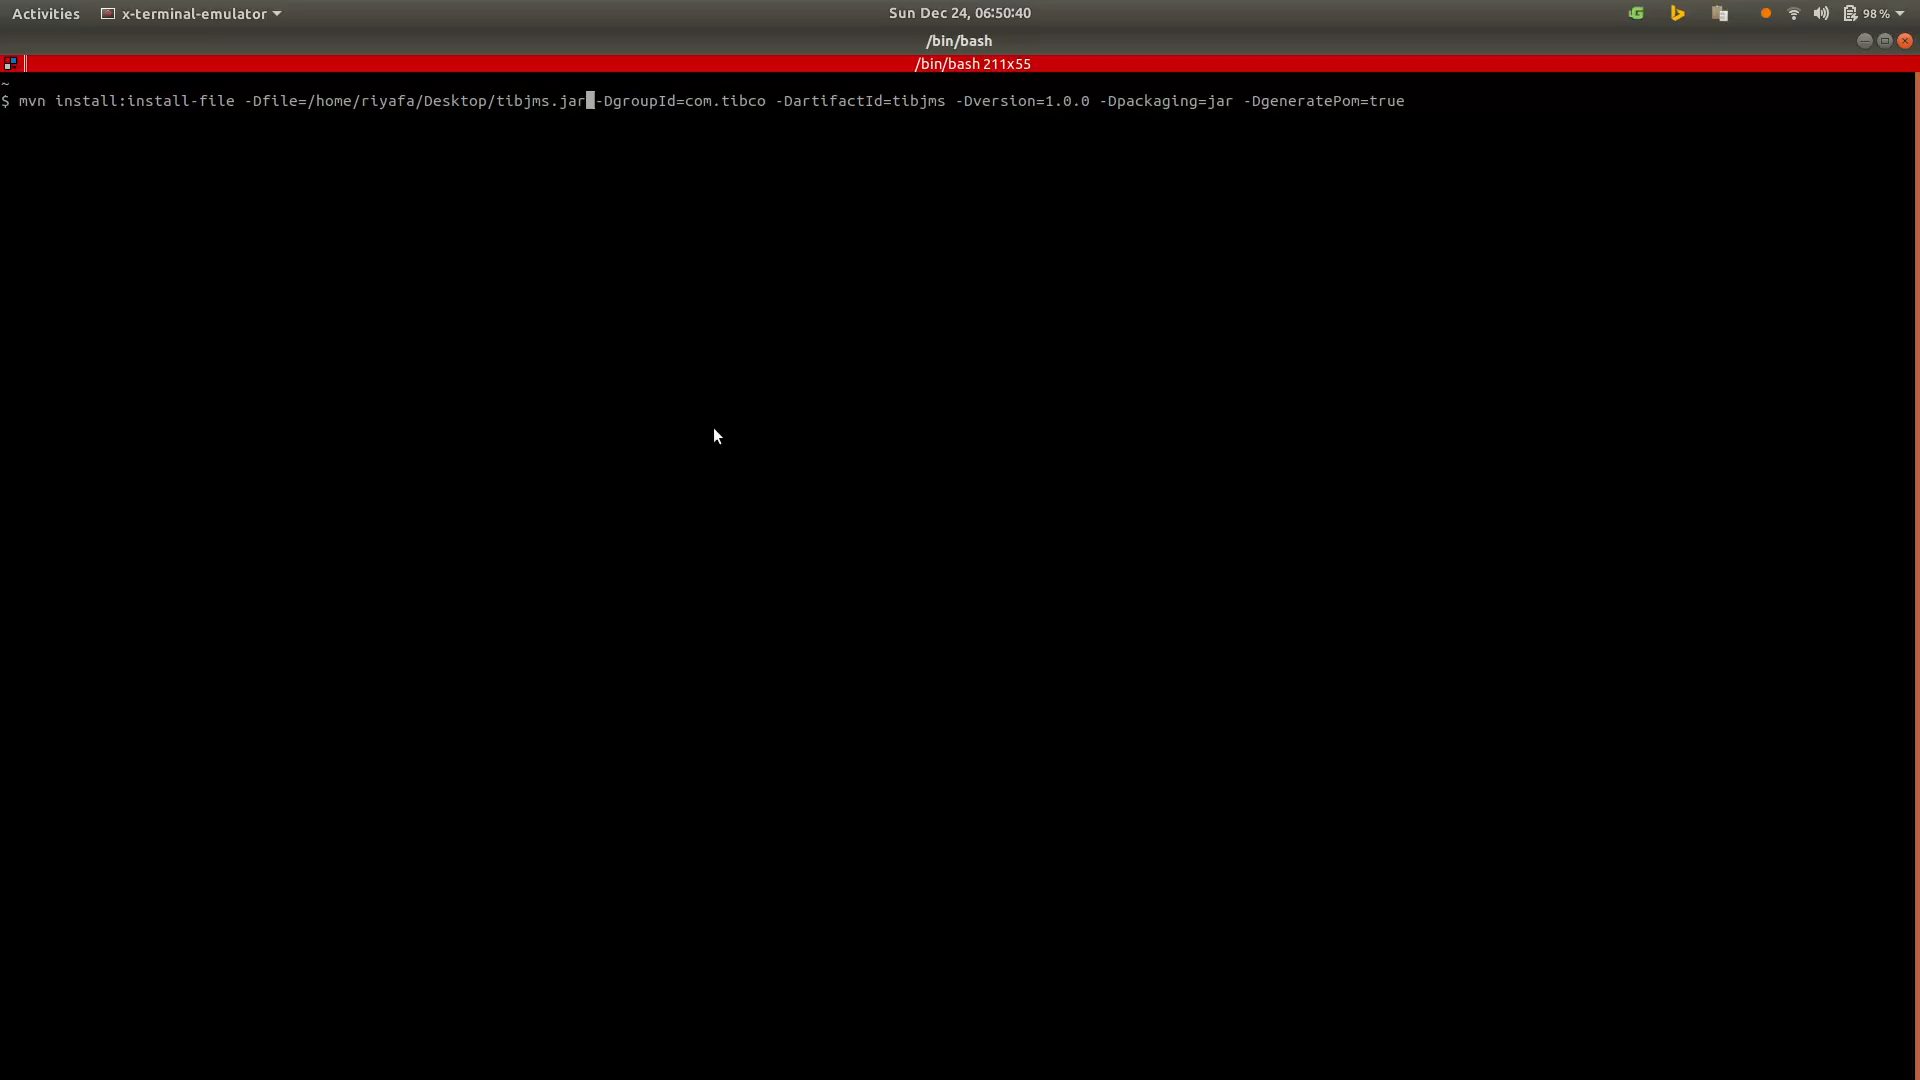 Activities x-terminal-emulator Sun Dec 24, 06:50:40 98 %
/bin/bash
/bin/bash 211x55
~
$ mvn install:install-file -Dfile=/home/riyafa/Desktop/tibjms.jar -DgroupId=com.tibco -DartifactId=tibjms -Dversion=1.0.0 -Dpackaging=jar -DgeneratePom=true